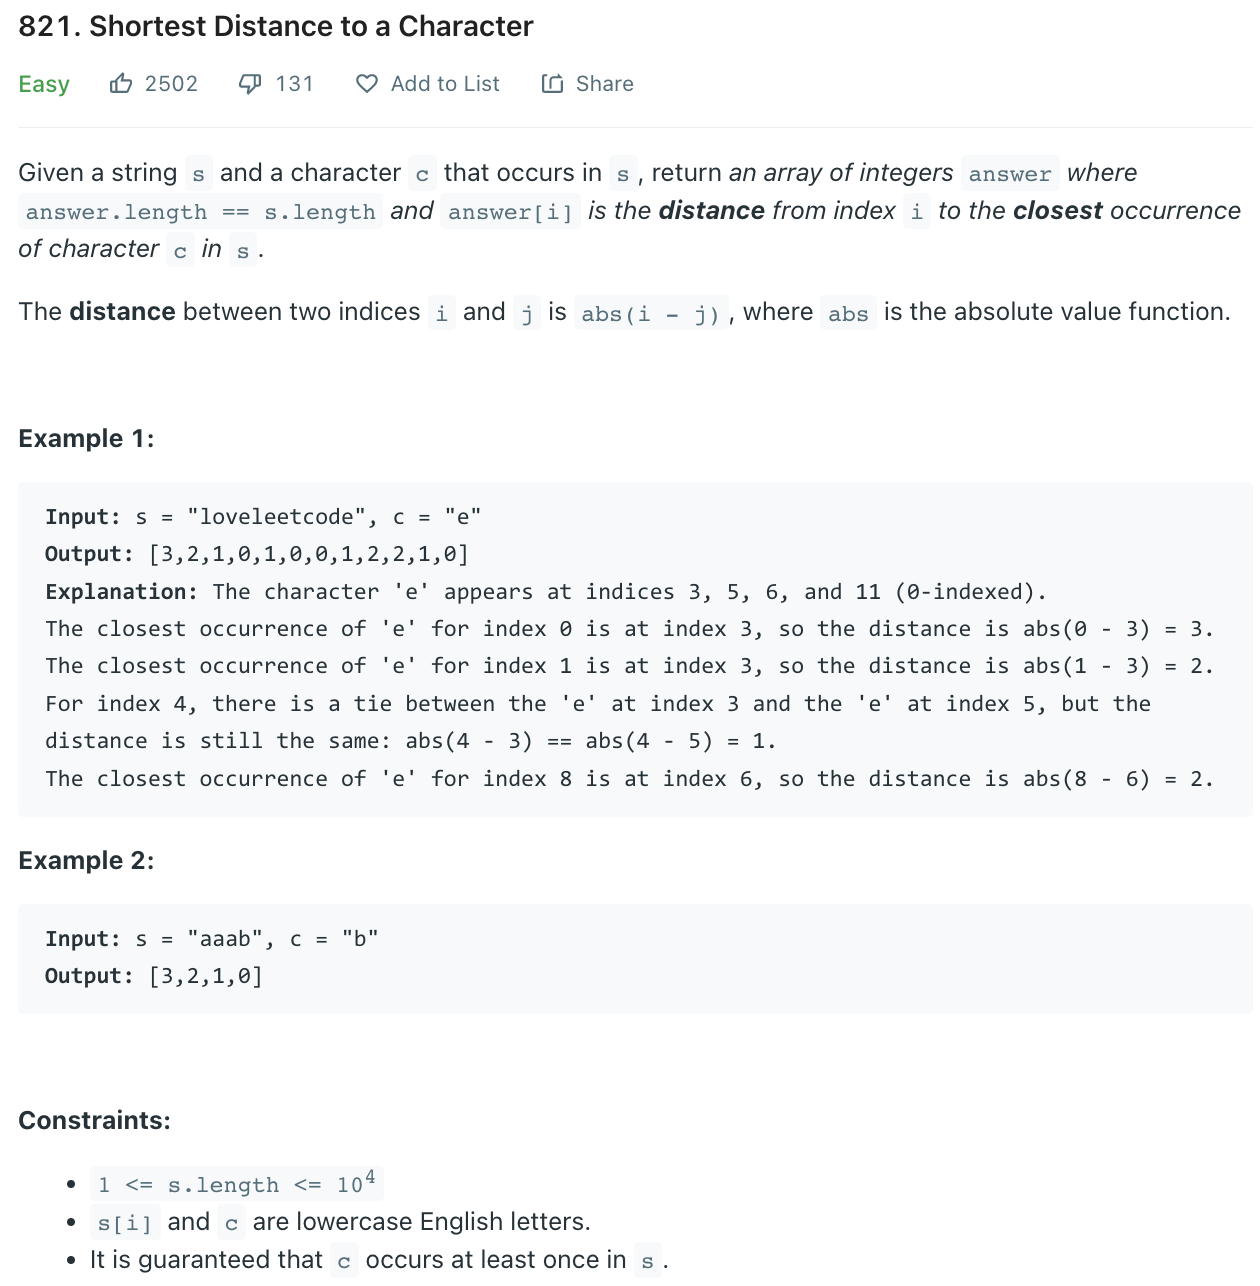 821. Shortest Distance to a Character
Easy 2502 131 Add to List Share
Given a string s and a character c that occurs in s, return an array of integers answer where
answer.length == s.length and answer[i] is the distance from index i to the closest occurrence
of character c in s.
The distance between two indices i and j is abs(i - j), where abs is the absolute value function.
Example 1:
Input: s = "loveleetcode", c = "e"
Output: [3,2,1,0,1,0,0,1,2,2,1,0]
Explanation: The character 'e' appears at indices 3, 5, 6, and 11 (0-indexed).
The closest occurrence of 'e' for index 0 is at index 3, so the distance is abs(0 - 3) = 3.
The closest occurrence of 'e' for index 1 is at index 3, so the distance is abs(1 - 3) = 2.
For index 4, there is a tie between the 'e' at index 3 and the 'e' at index 5, but the
distance is still the same: abs(4 - 3) == abs(4 - 5) = 1.
The closest occurrence of 'e' for index 8 is at index 6, so the distance is abs(8 - 6) = 2.
Example 2:
Input: s = "aaab", c = "b"
Output: [3,2,1,0]
Constraints:
• 1 <= s.length <= 10⁴
• s[i] and c are lowercase English letters.
• It is guaranteed that c occurs at least once in s.